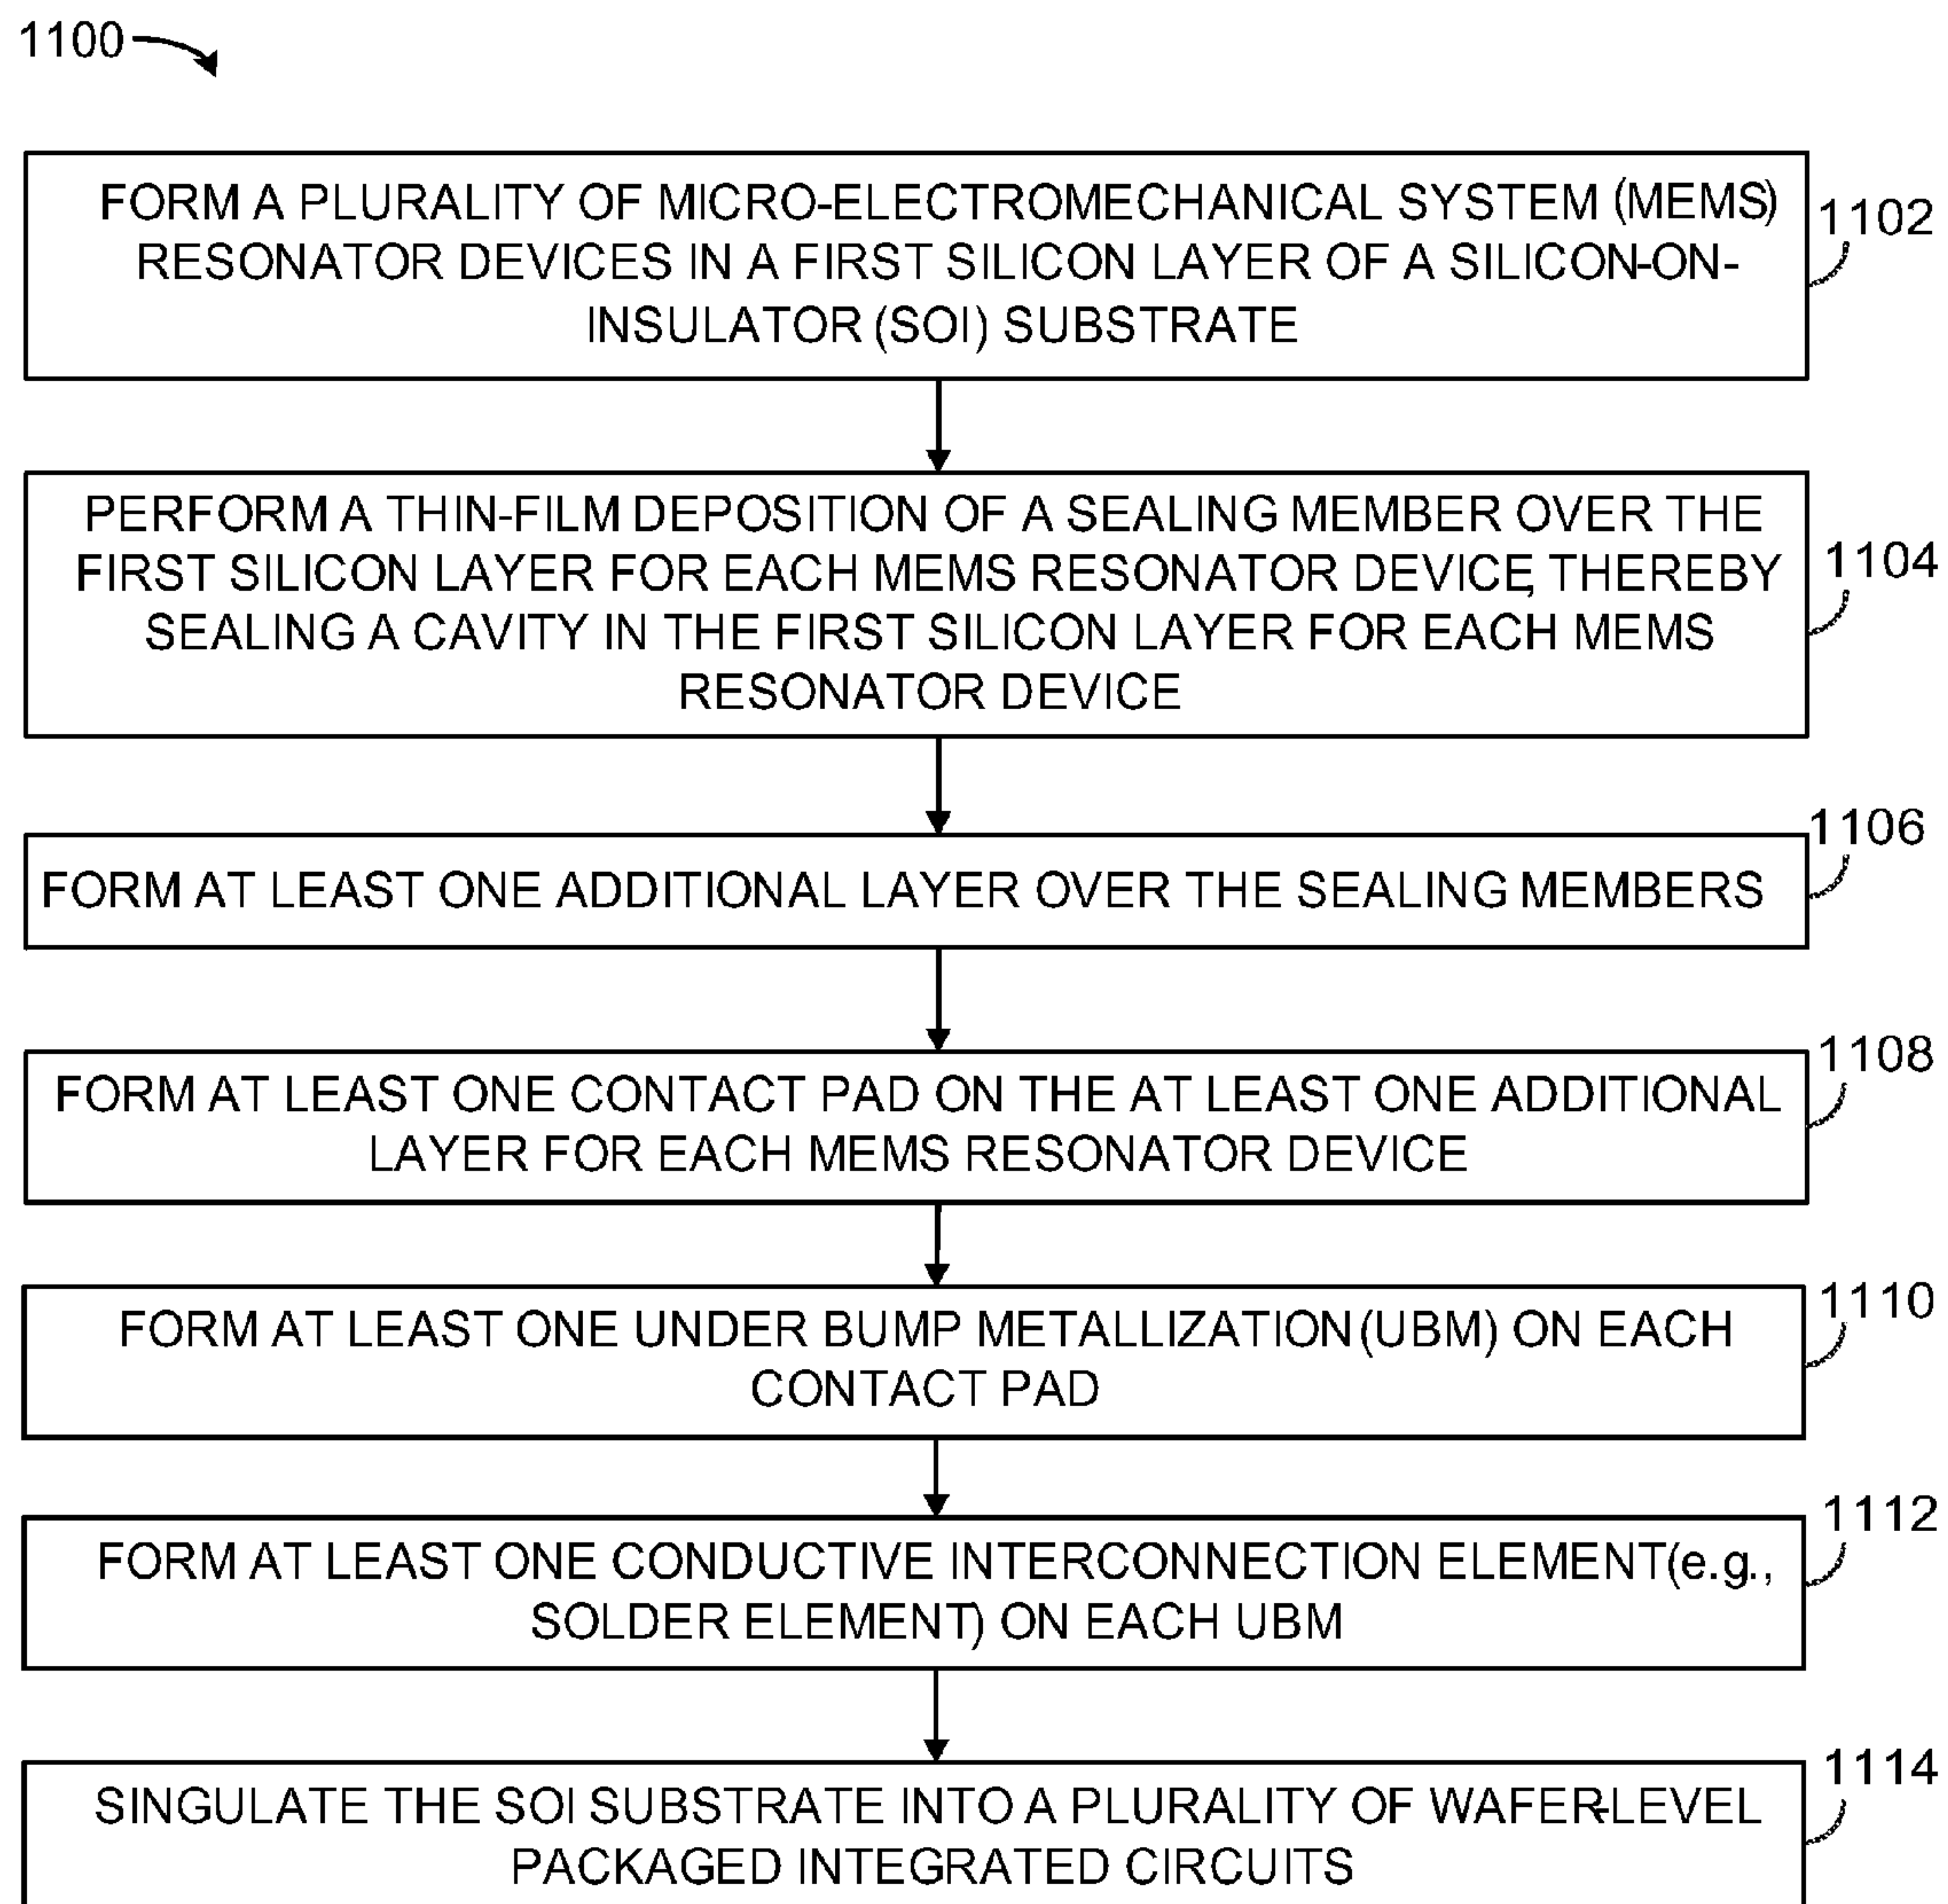 1100
FORM A PLURALITY OF MICRO-ELECTROMECHANICAL SYSTEM (MEMS)
RESONATOR DEVICES IN A FIRST SILICON LAYER OF A SILICON-ON-
INSULATOR (SOI) SUBSTRATE
1102
PERFORM A THIN-FILM DEPOSITION OF A SEALING MEMBER OVER THE
FIRST SILICON LAYER FOR EACH MEMS RESONATOR DEVICE, THEREBY
SEALING A CAVITY IN THE FIRST SILICON LAYER FOR EACH MEMS
RESONATOR DEVICE
1104
FORM AT LEAST ONE ADDITIONAL LAYER OVER THE SEALING MEMBERS
1106
FORM AT LEAST ONE CONTACT PAD ON THE AT LEAST ONE ADDITIONAL
LAYER FOR EACH MEMS RESONATOR DEVICE
1108
FORM AT LEAST ONE UNDER BUMP METALLIZATION (UBM) ON EACH
CONTACT PAD
1110
FORM AT LEAST ONE CONDUCTIVE INTERCONNECTION ELEMENT (e.g.,
SOLDER ELEMENT) ON EACH UBM
1112
SINGULATE THE SOI SUBSTRATE INTO A PLURALITY OF WAFER-LEVEL
PACKAGED INTEGRATED CIRCUITS
1114